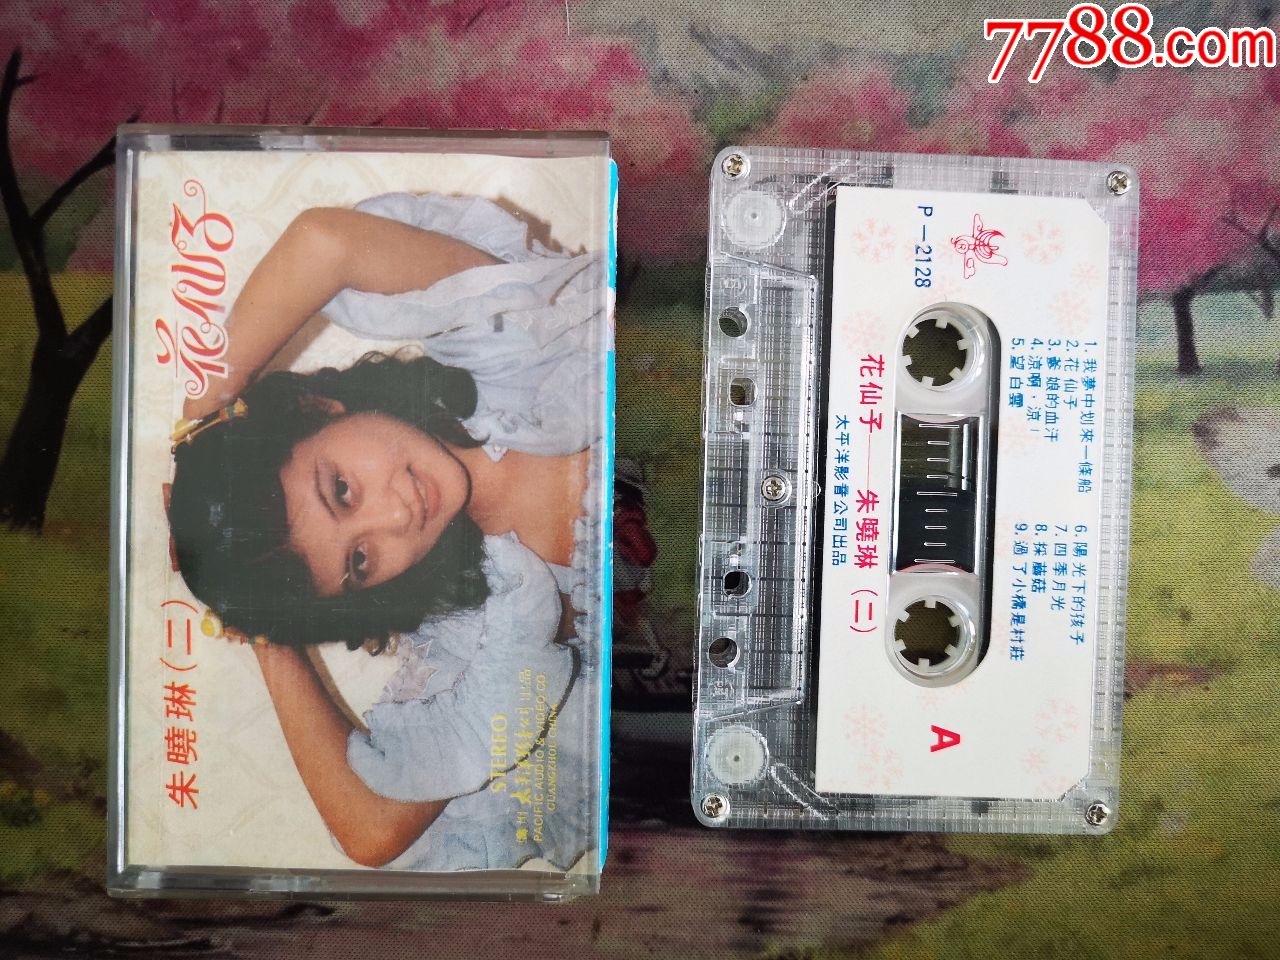 7788.com
花仙子
朱曉琳(二)
STEREO
廣州太平洋影音公司出品
PACIFIC AUDIO & VIDEO CO.
GUANGZHOU CHINA
P-2128
1. 我夢中划來一條船
2. 花仙子
3. 爹娘的血汗
4. 涼啊,涼!
5. 望白雲
6. 陽光下的孩子
7. 四季月光
8. 採蘑菇
9. 過了小橋是村莊
花仙子——朱曉琳(二)
太平洋影音公司出品
A